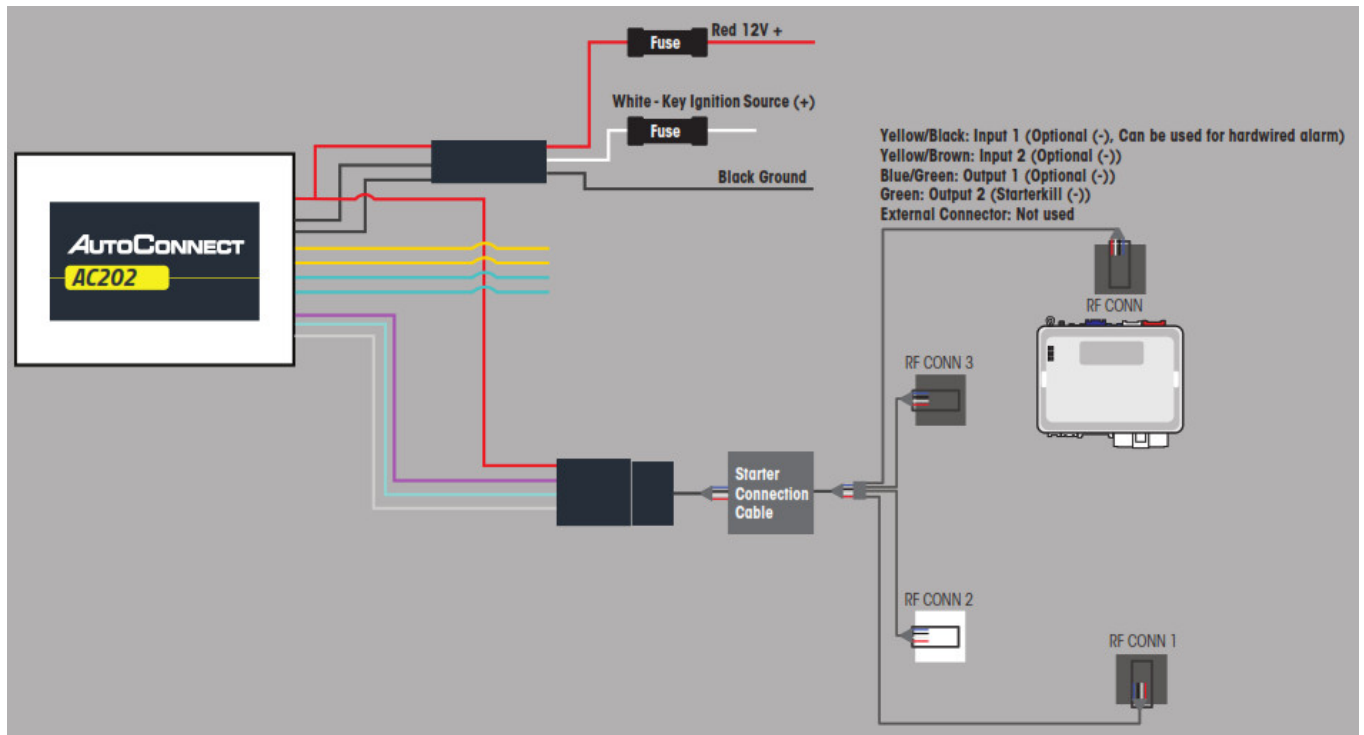 Red 12V +
Fuse
White - Key Ignition Source (+)
Fuse
Black Ground
AUTOCONNECT
AC202
Yellow/Black: Input 1 (Optional (-), Can be used for hardwired alarm)
Yellow/Brown: Input 2 (Optional (-))
Blue/Green: Output 1 (Optional (-))
Green: Output 2 (Starterkill (-))
External Connector: Not used
RF CONN
RF CONN 3
Starter
Connection
Cable
RF CONN 2
RF CONN 1